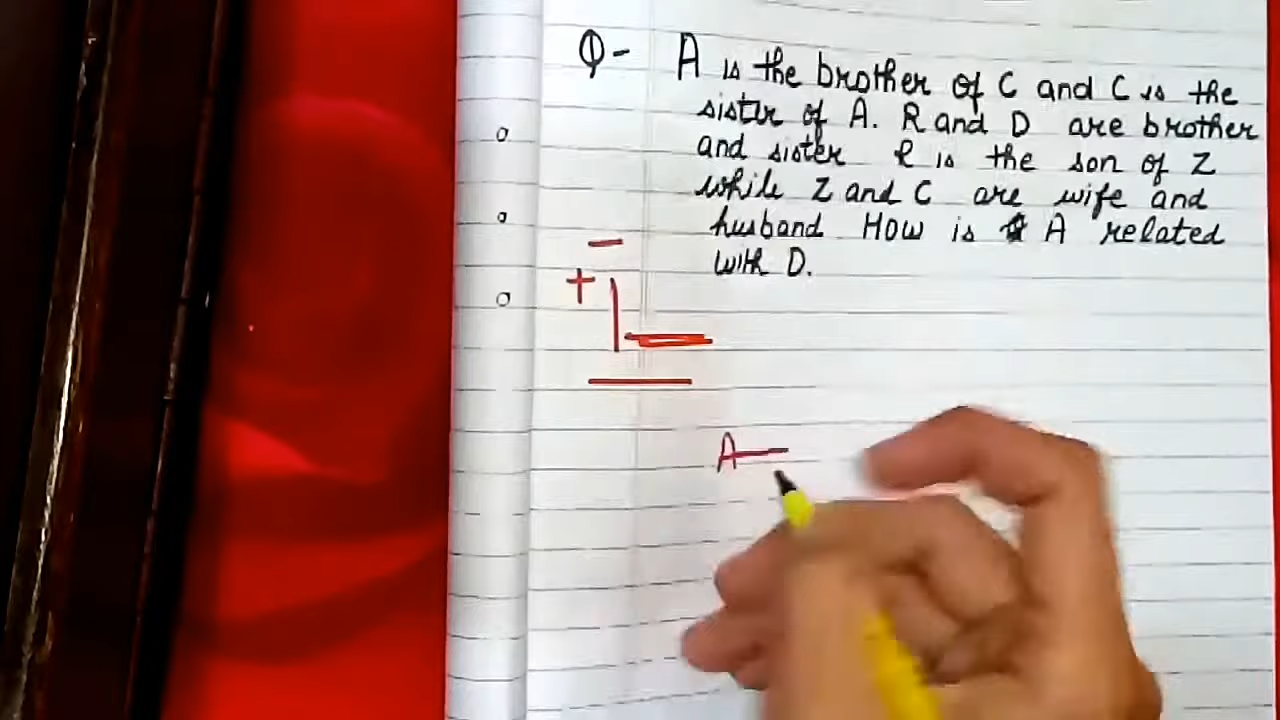 Q- A is the brother of C and C is the
sister of A. R and D are brother
and sister R is the son of Z
while Z and C are wife and
husband How is A related
with D.
+
A—